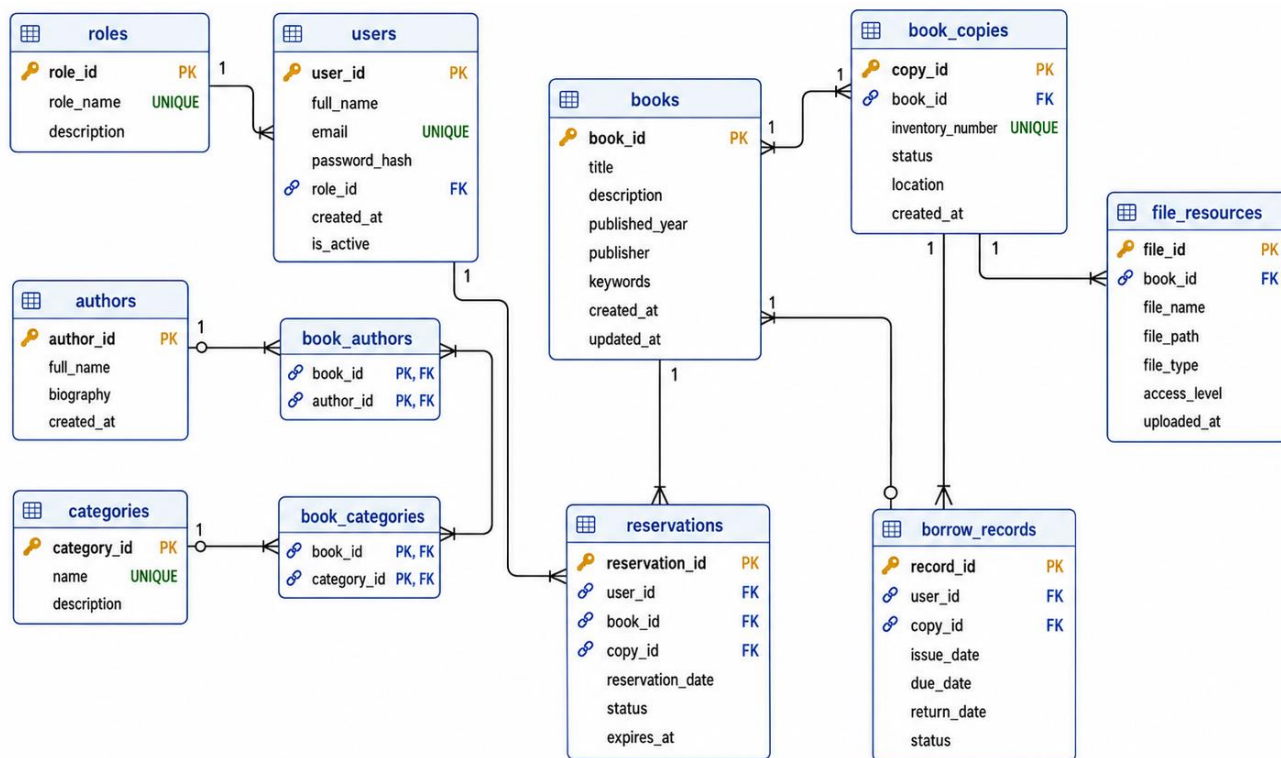 roles
role_id PK
role_name UNIQUE
description
1
users
user_id PK
full_name
email UNIQUE
password_hash
role_id FK
created_at
is_active
1
books
book_id PK
title
description
published_year
publisher
keywords
created_at
updated_at
1
1
1
book_copies
1
copy_id PK
book_id FK
inventory_number UNIQUE
status
location
created_at
1
1
file_resources
file_id PK
book_id FK
file_name
file_path
file_type
access_level
uploaded_at
authors
author_id PK
full_name
biography
created_at
1
book_authors
book_id PK, FK
author_id PK, FK
categories
category_id PK
name UNIQUE
description
1
book_categories
book_id PK, FK
category_id PK, FK
reservations
reservation_id PK
user_id FK
book_id FK
copy_id FK
reservation_date
status
expires_at
borrow_records
record_id PK
user_id FK
copy_id FK
issue_date
due_date
return_date
status